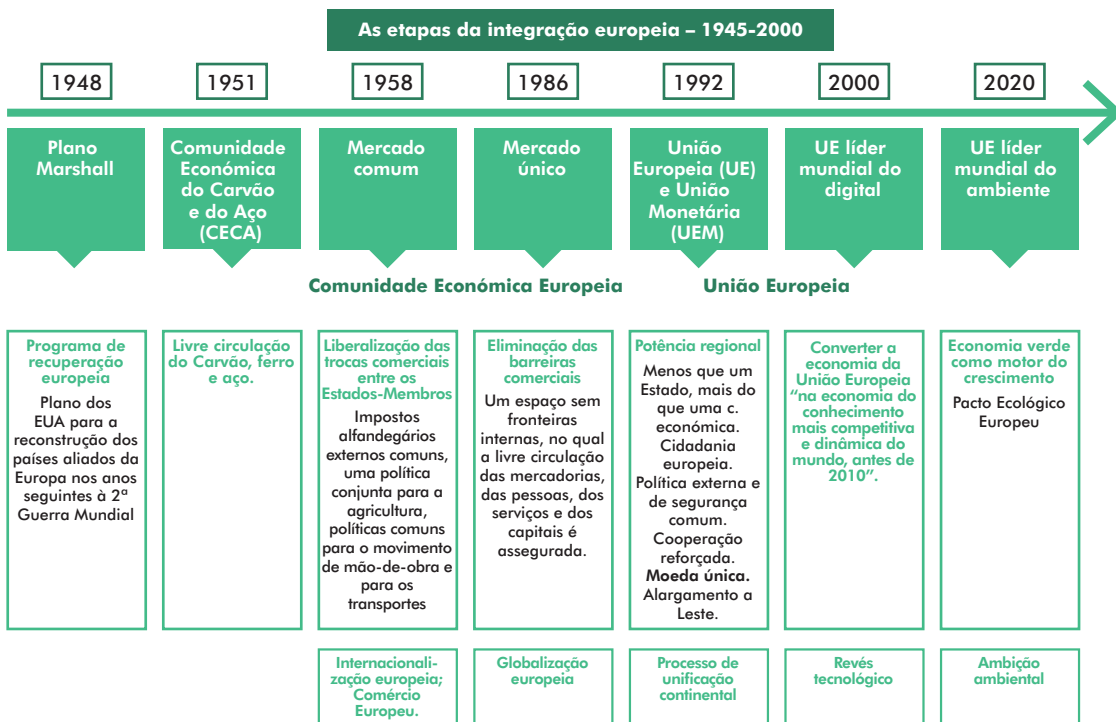 As etapas da integração europeia – 1945-2000
1948
1951
1958
1986
1992
2000
2020
Plano
Marshall
Comunidade
Económica
do Carvão
e do Aço
(CECA)
Mercado
comum
Mercado
único
União
Europeia (UE)
e União
Monetária
(UEM)
UE líder
mundial do
digital
UE líder
mundial do
ambiente
Comunidade Económica Europeia
União Europeia
Programa de
recuperação
europeia
Plano dos
EUA para a
reconstrução dos
países aliados da
Europa nos anos
seguintes à 2ª
Guerra Mundial
Livre circulação
do Carvão, ferro
e aço.
Liberalização das
trocas comerciais
entre os
Estados-Membros
Impostos
alfandegários
externos comuns,
uma política
conjunta para a
agricultura,
políticas comuns
para o movimento
de mão-de-obra e
para os
transportes
Eliminação das
barreiras
comerciais
Um espaço sem
fronteiras
internas, no qual
a livre circulação
das mercadorias,
das pessoas, dos
serviços e dos
capitais é
assegurada.
Potência regional
Menos que um
Estado, mais do
que uma c.
económica.
Cidadania
europeia.
Política externa e
de segurança
comum.
Cooperação
reforçada.
Moeda única.
Alargamento a
Leste.
Converter a
economia da
União Europeia
“na economia do
conhecimento
mais competitiva
e dinâmica do
mundo, antes de
2010”.
Economia verde
como motor do
crescimento
Pacto Ecológico
Europeu
Internacionali-
zação europeia;
Comércio
Europeu.
Globalização
europeia
Processo de
unificação
continental
Revés
tecnológico
Ambição
ambiental